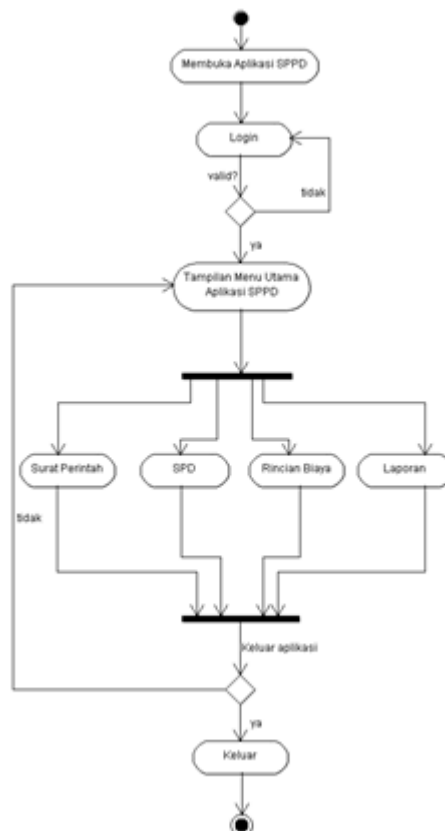 Membuka Aplikasi SPPD
Login
valid?
tidak
ya
Tampilan Menu Utama
Aplikasi SPPD
Surat Perintah
SPD
Rincian Biaya
Laporan
tidak
Keluar aplikasi
ya
Keluar